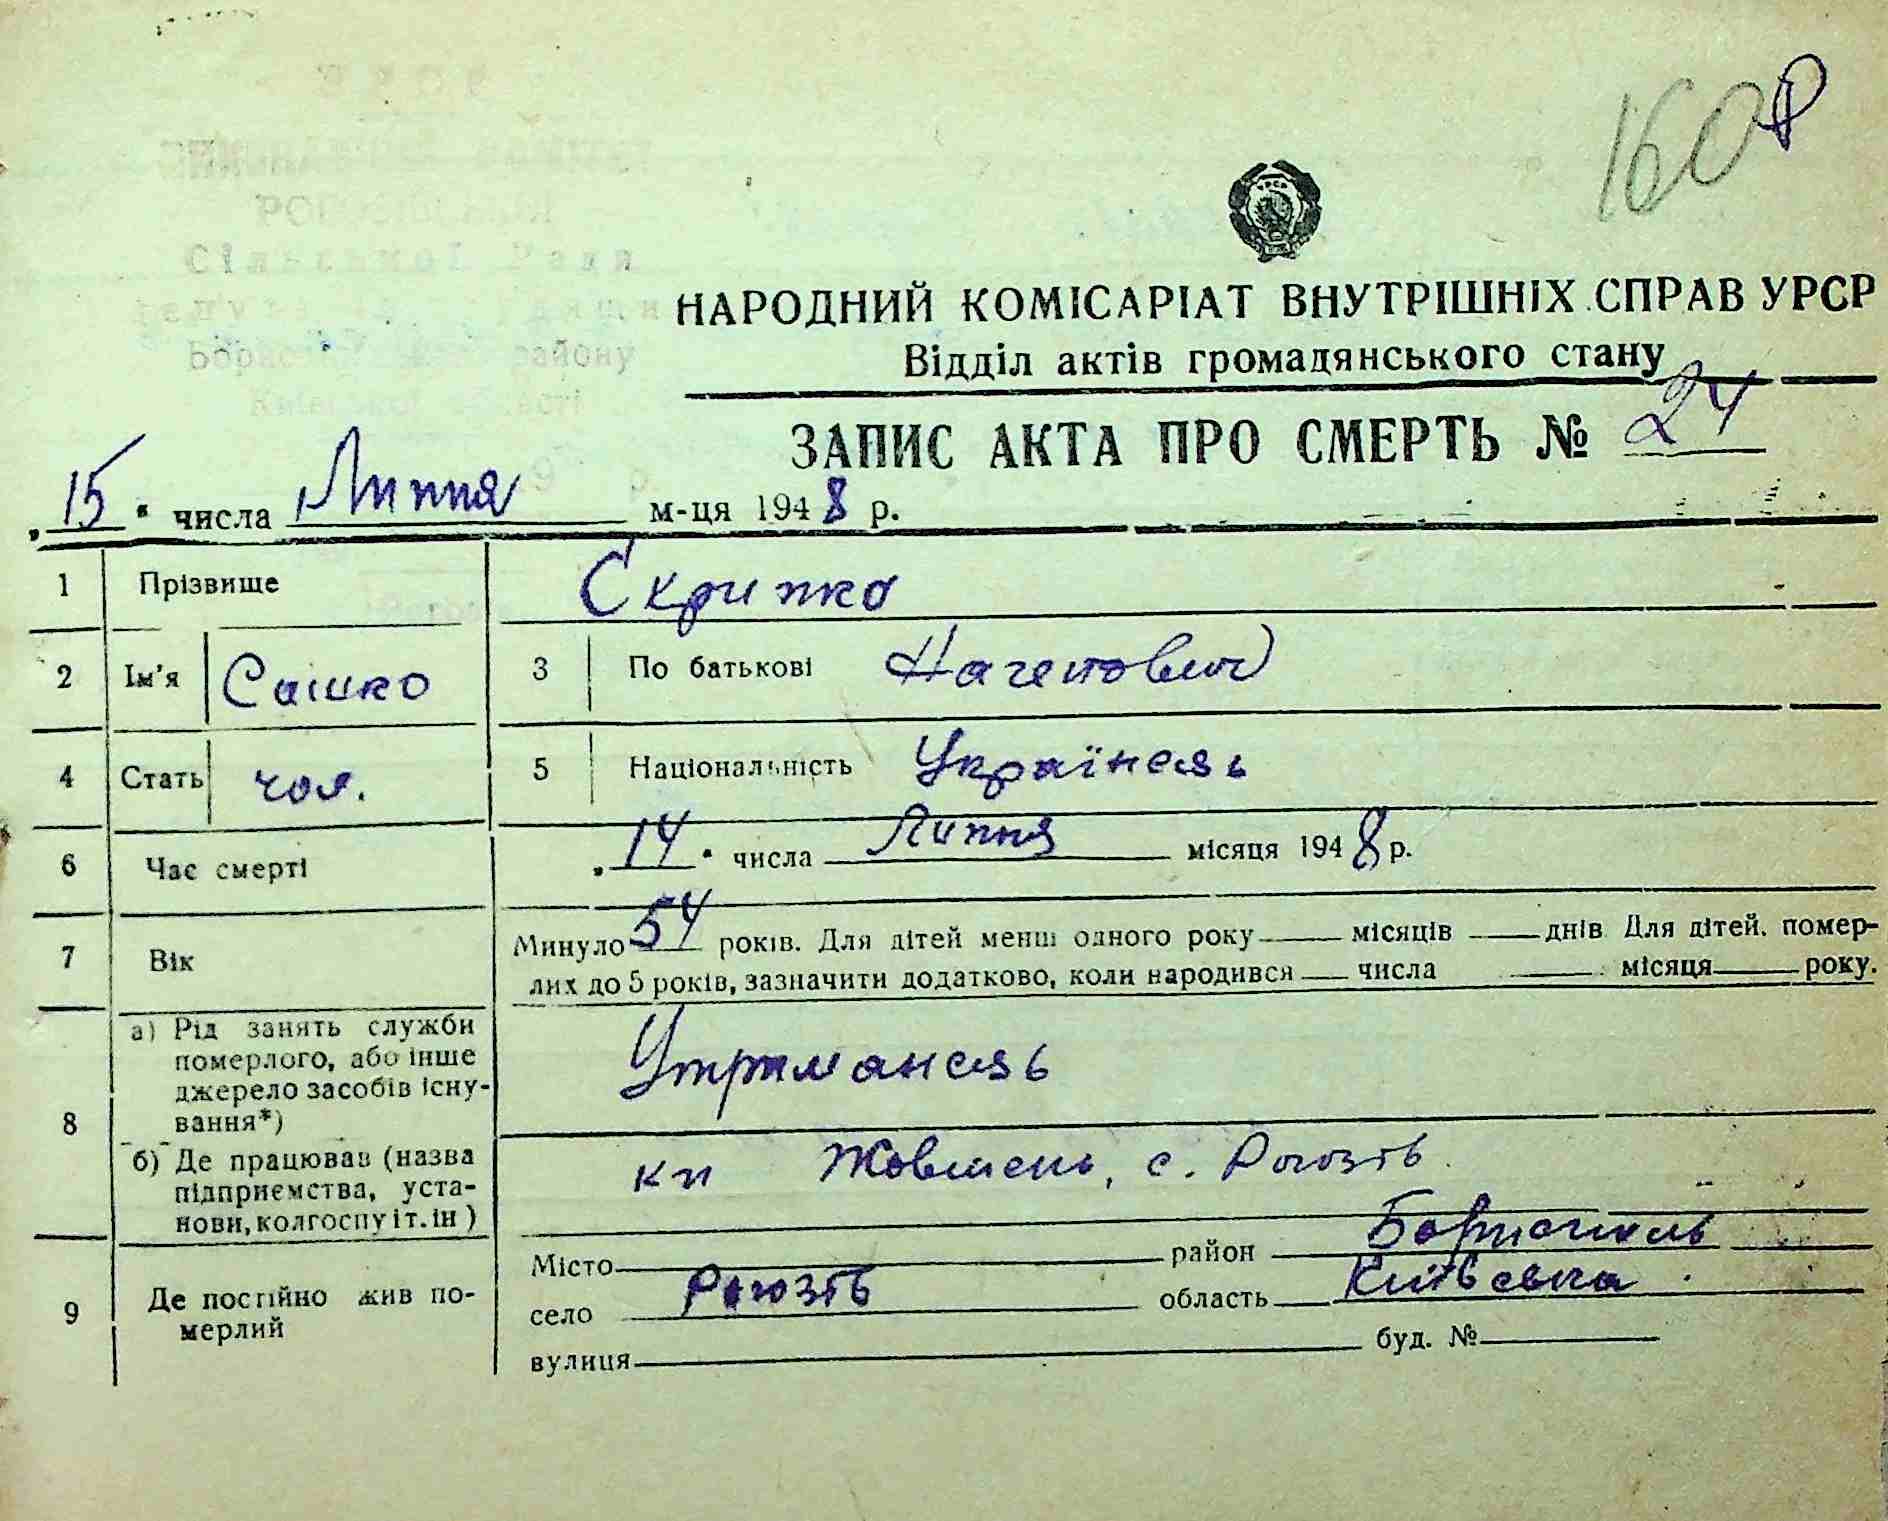 160
НАРОДНИЙ КОМІСАРІАТ ВНУТРІШНІХ СПРАВ УРСР
Відділ актів громадянського стану
ЗАПИС АКТА ПРО СМЕРТЬ № 24
„15" числа Липня м-ця 1948 р.
1 Прізвище Скрипко
2 Ім'я Сашко 3 По батькові
4 Стать чол. 5 Національність Українець
6 Час смерті „14" числа Липня місяця 1948 р.
7 Вік Минуло 54 років. Для дітей менш одного року — місяців — днів Для дітей. помер-
лих до 5 років, зазначити додатково, коли народився — числа — місяця — року.
8 а) Рід занять служби померлого, або інше джерело засобів існу-вання*) Утриманець
б) Де працював (назва підприємства, уста-нови, колгоспу і т. ін) Жовтень, с. Рогозів
9 Де постійно жив по-мерлий Місто — район Бориспіль
село Рогозів область Київська
вулиця — буд. № —
РОГОЗІВСЬКИЙ
Сільської Ради
району